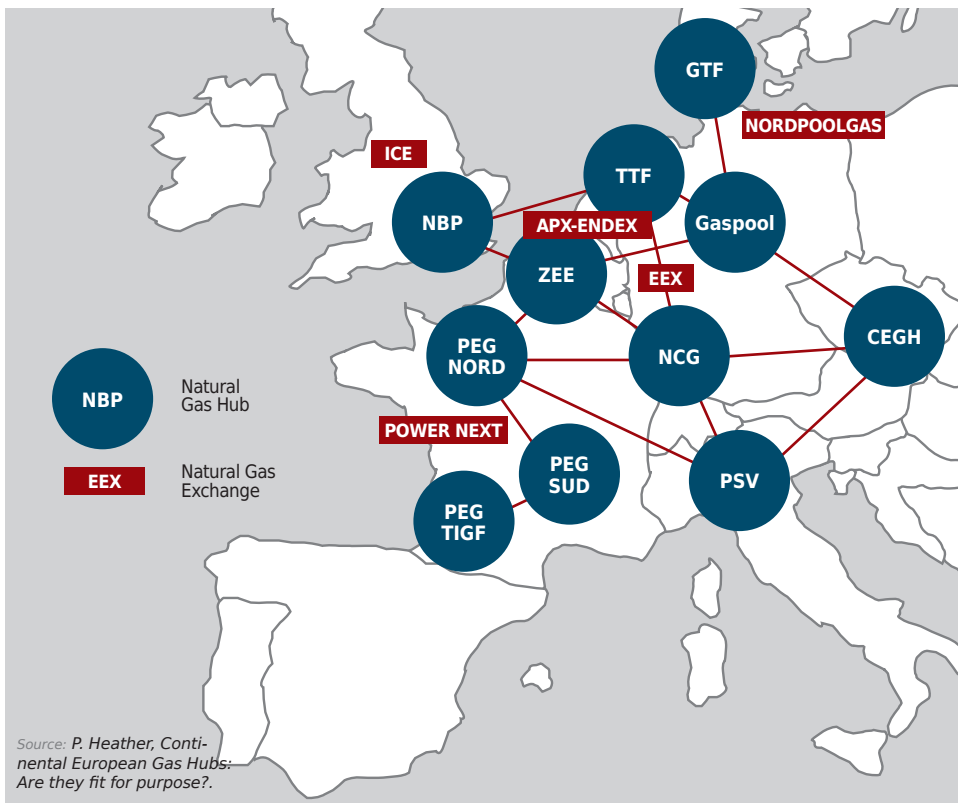 GTF
NORDPOOLGAS
ICE
TTF
NBP
APX-ENDEX
Gaspool
ZEE
EEX
PEG
NORD
NCG
CEGH
NBP
Natural
Gas Hub
POWER NEXT
EEX
Natural Gas
Exchange
PEG
SUD
PSV
PEG
TIGF
Source: P. Heather, Conti-
nental European Gas Hubs:
Are they fit for purpose?.